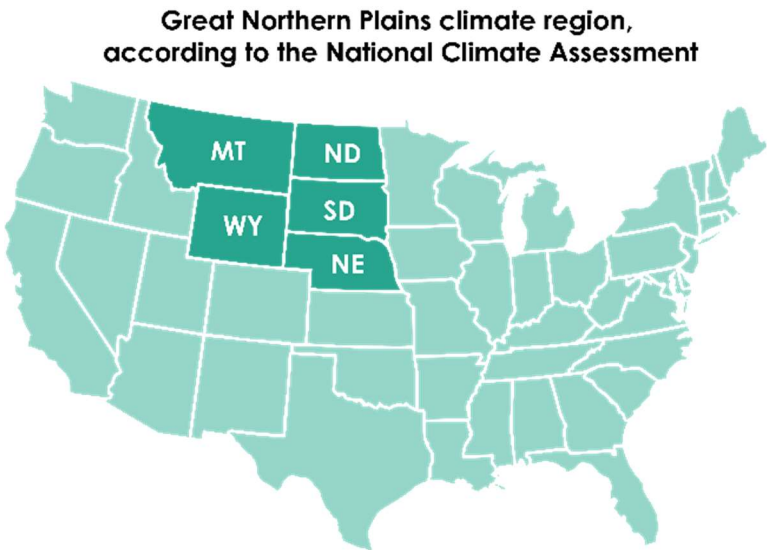 Great Northern Plains climate region,
according to the National Climate Assessment
MT
ND
SD
WY
NE